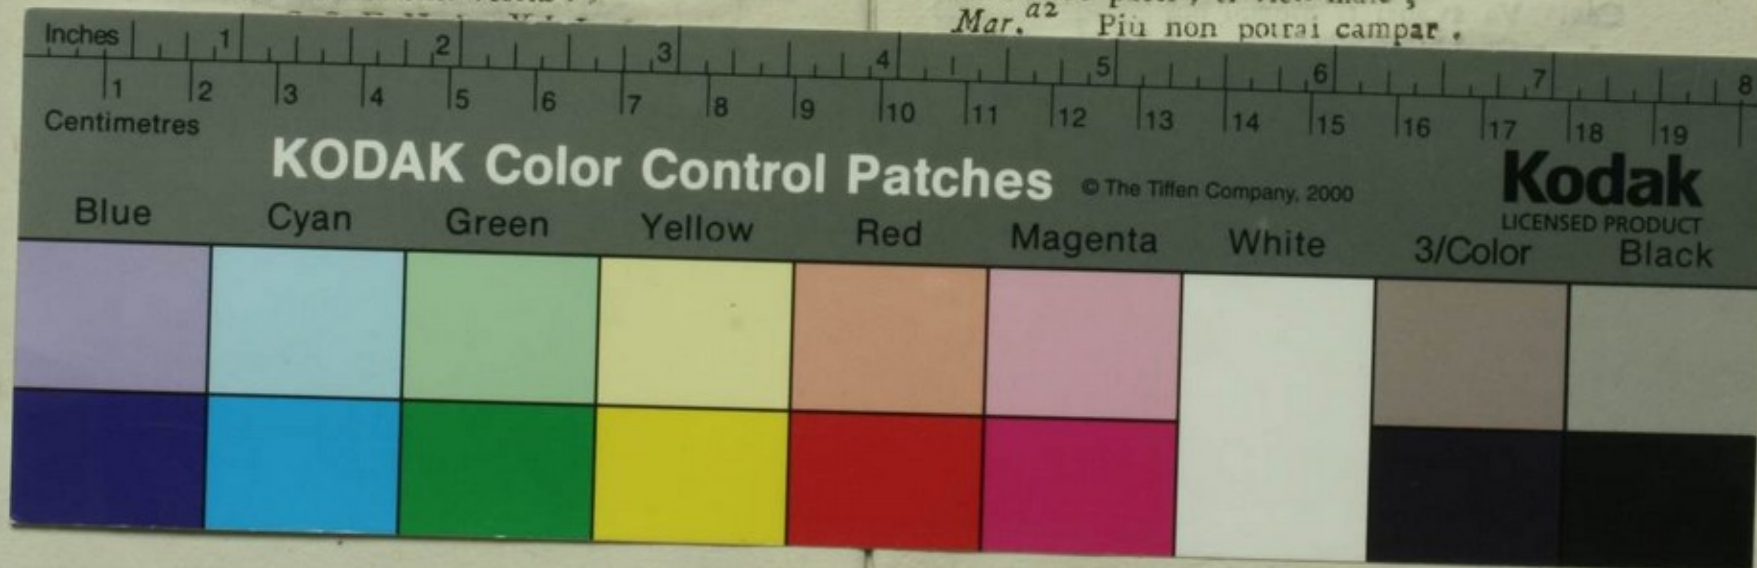 Mar. a2 Più non potrai campar .
Inches 1 2 3 4 5 6 7 8
1 2 3 4 5 6 7 8 9 10 11 12 13 14 15 16 17 18 19
Centimetres
KODAK Color Control Patches © The Tiffen Company, 2000 Kodak
LICENSED PRODUCT
Blue Cyan Green Yellow Red Magenta White 3/Color Black